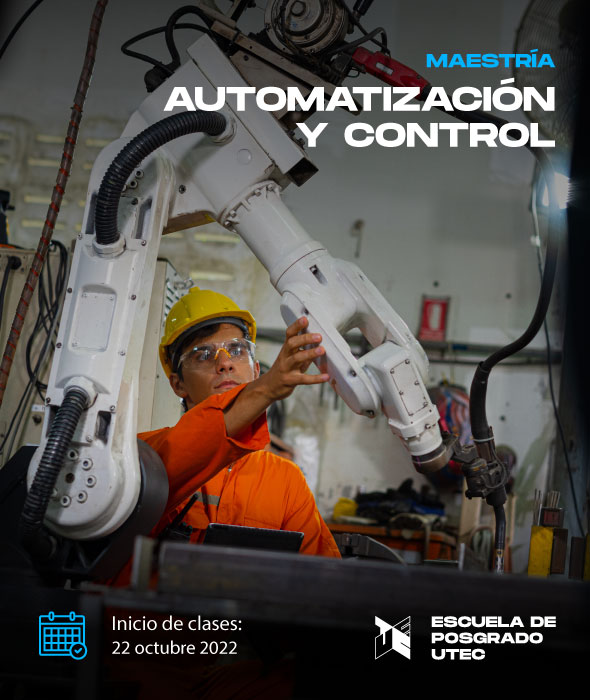 MAESTRÍA
AUTOMATIZACIÓN
Y CONTROL
Inicio de clases:
22 octubre 2022
ESCUELA DE
POSGRADO
UTEC